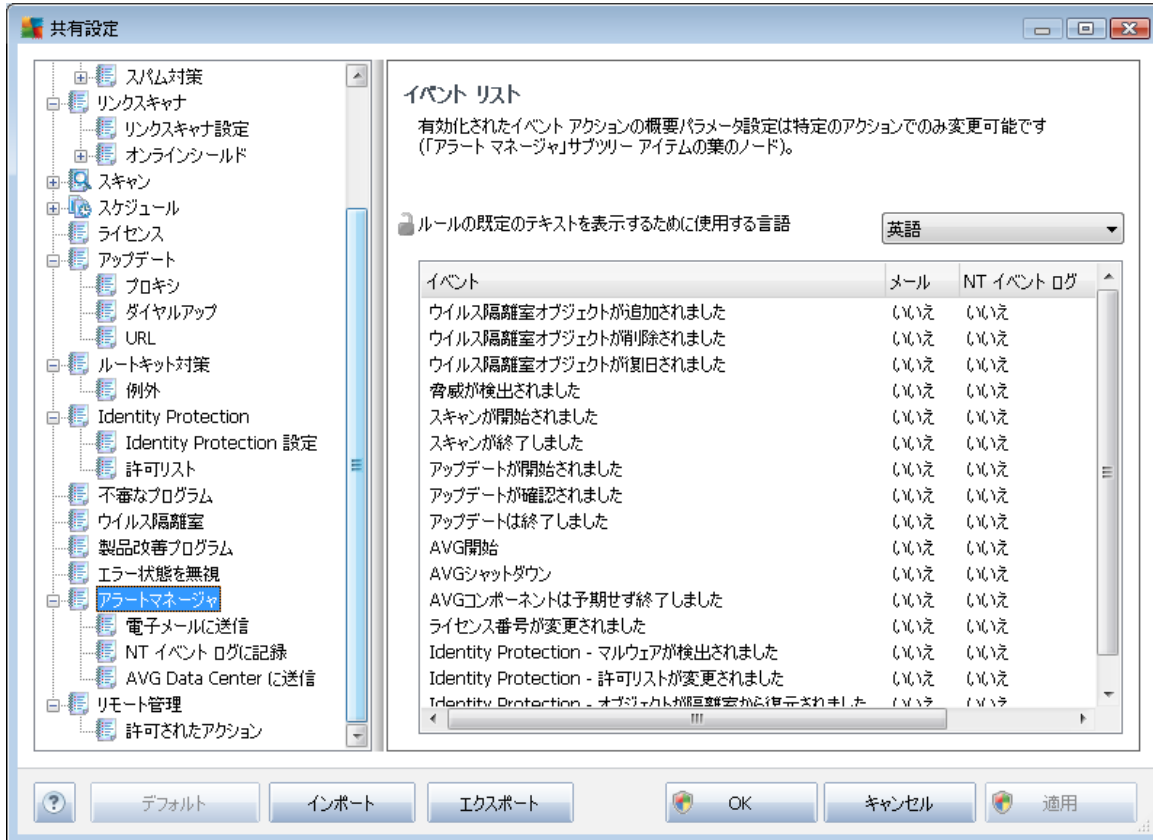 共有設定
スパム対策
リンクスキャナ
リンクスキャナ設定
オンラインシールド
スキャン
スケジュール
ライセンス
アップデート
プロキシ
ダイヤルアップ
URL
ルートキット対策
例外
Identity Protection
Identity Protection 設定
許可リスト
不審なプログラム
ウイルス隔離室
製品改善プログラム
エラー状態を無視
アラートマネージャ
電子メールに送信
NT イベント ログに記録
AVG Data Center に送信
リモート管理
許可されたアクション
イベント リスト
有効化されたイベント アクションの概要パラメータ設定は特定のアクションでのみ変更可能です
(「アラート マネージャ」サブツリー アイテムの葉のノード)。
ルールの既定のテキストを表示するために使用する言語 英語
イベント メール NT イベント ログ
ウイルス隔離室オブジェクトが追加されました いいえ いいえ
ウイルス隔離室オブジェクトが削除されました いいえ いいえ
ウイルス隔離室オブジェクトが復旧されました いいえ いいえ
脅威が検出されました いいえ いいえ
スキャンが開始されました いいえ いいえ
スキャンが終了しました いいえ いいえ
アップデートが開始されました いいえ いいえ
アップデートが確認されました いいえ いいえ
アップデートは終了しました いいえ いいえ
AVG開始 いいえ いいえ
AVGシャットダウン いいえ いいえ
AVGコンポーネントは予期せず終了しました いいえ いいえ
ライセンス番号が変更されました いいえ いいえ
Identity Protection - マルウェアが検出されました いいえ いいえ
Identity Protection - 許可リストが変更されました いいえ いいえ
Identity Protection - オブジェクトが隔離室から復元されました いいえ いいえ
? デフォルト インポート エクスポート OK キャンセル 適用